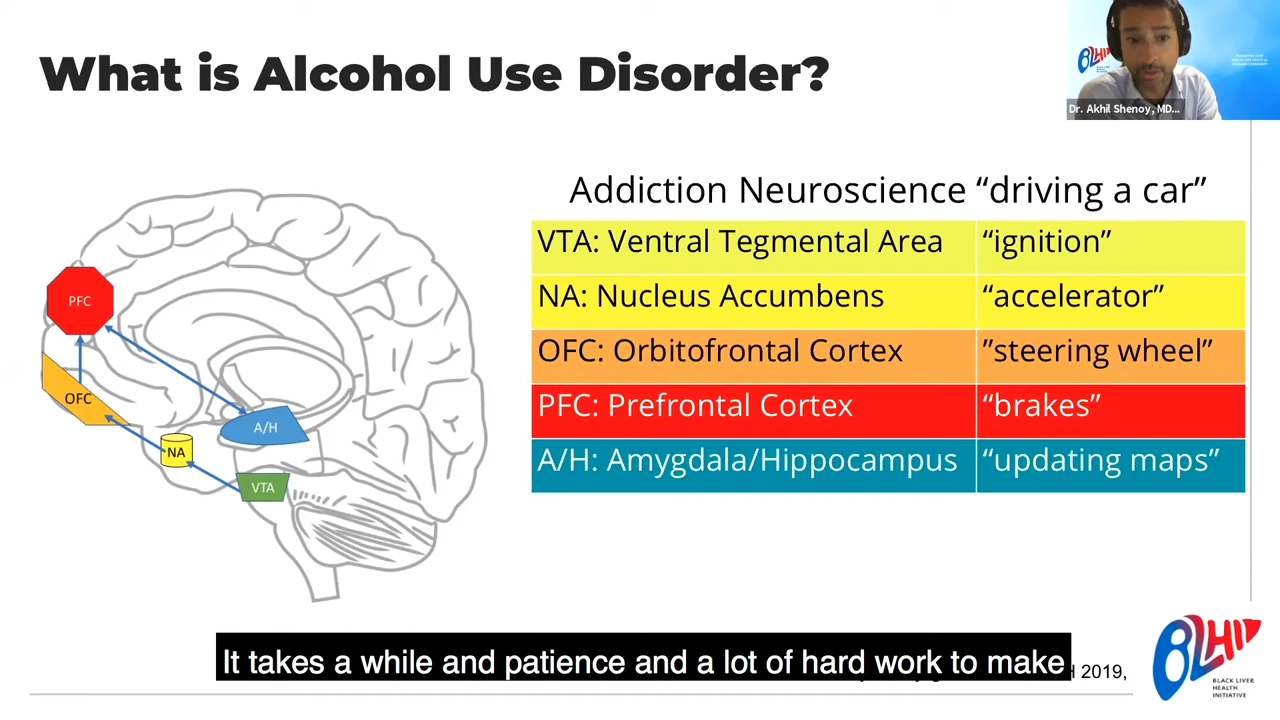 What is Alcohol Use Disorder?
Dr. Akhil Shenoy, MD...
Addiction Neuroscience “driving a car”
VTA: Ventral Tegmental Area “ignition”
NA: Nucleus Accumbens “accelerator”
OFC: Orbitofrontal Cortex ”steering wheel”
PFC: Prefrontal Cortex “brakes”
A/H: Amygdala/Hippocampus “updating maps”
PFC
OFC
A/H
NA
VTA
It takes a while and patience and a lot of hard work to make
2019,
BLHI
BLACK LIVER
HEALTH
INITIATIVE